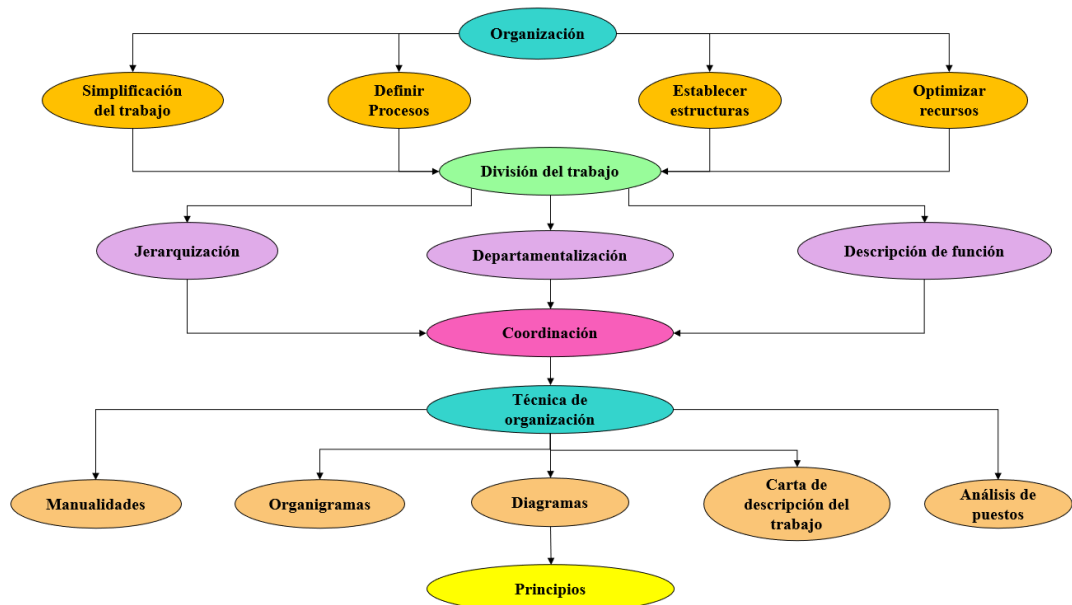 Organización
Simplificación
del trabajo
Definir
Procesos
Establecer
estructuras
Optimizar
recursos
División del trabajo
Jerarquización
Departamentalización
Descripción de función
Coordinación
Técnica de
organización
Manualidades
Organigramas
Diagramas
Carta de
descripción del
trabajo
Análisis de
puestos
Principios